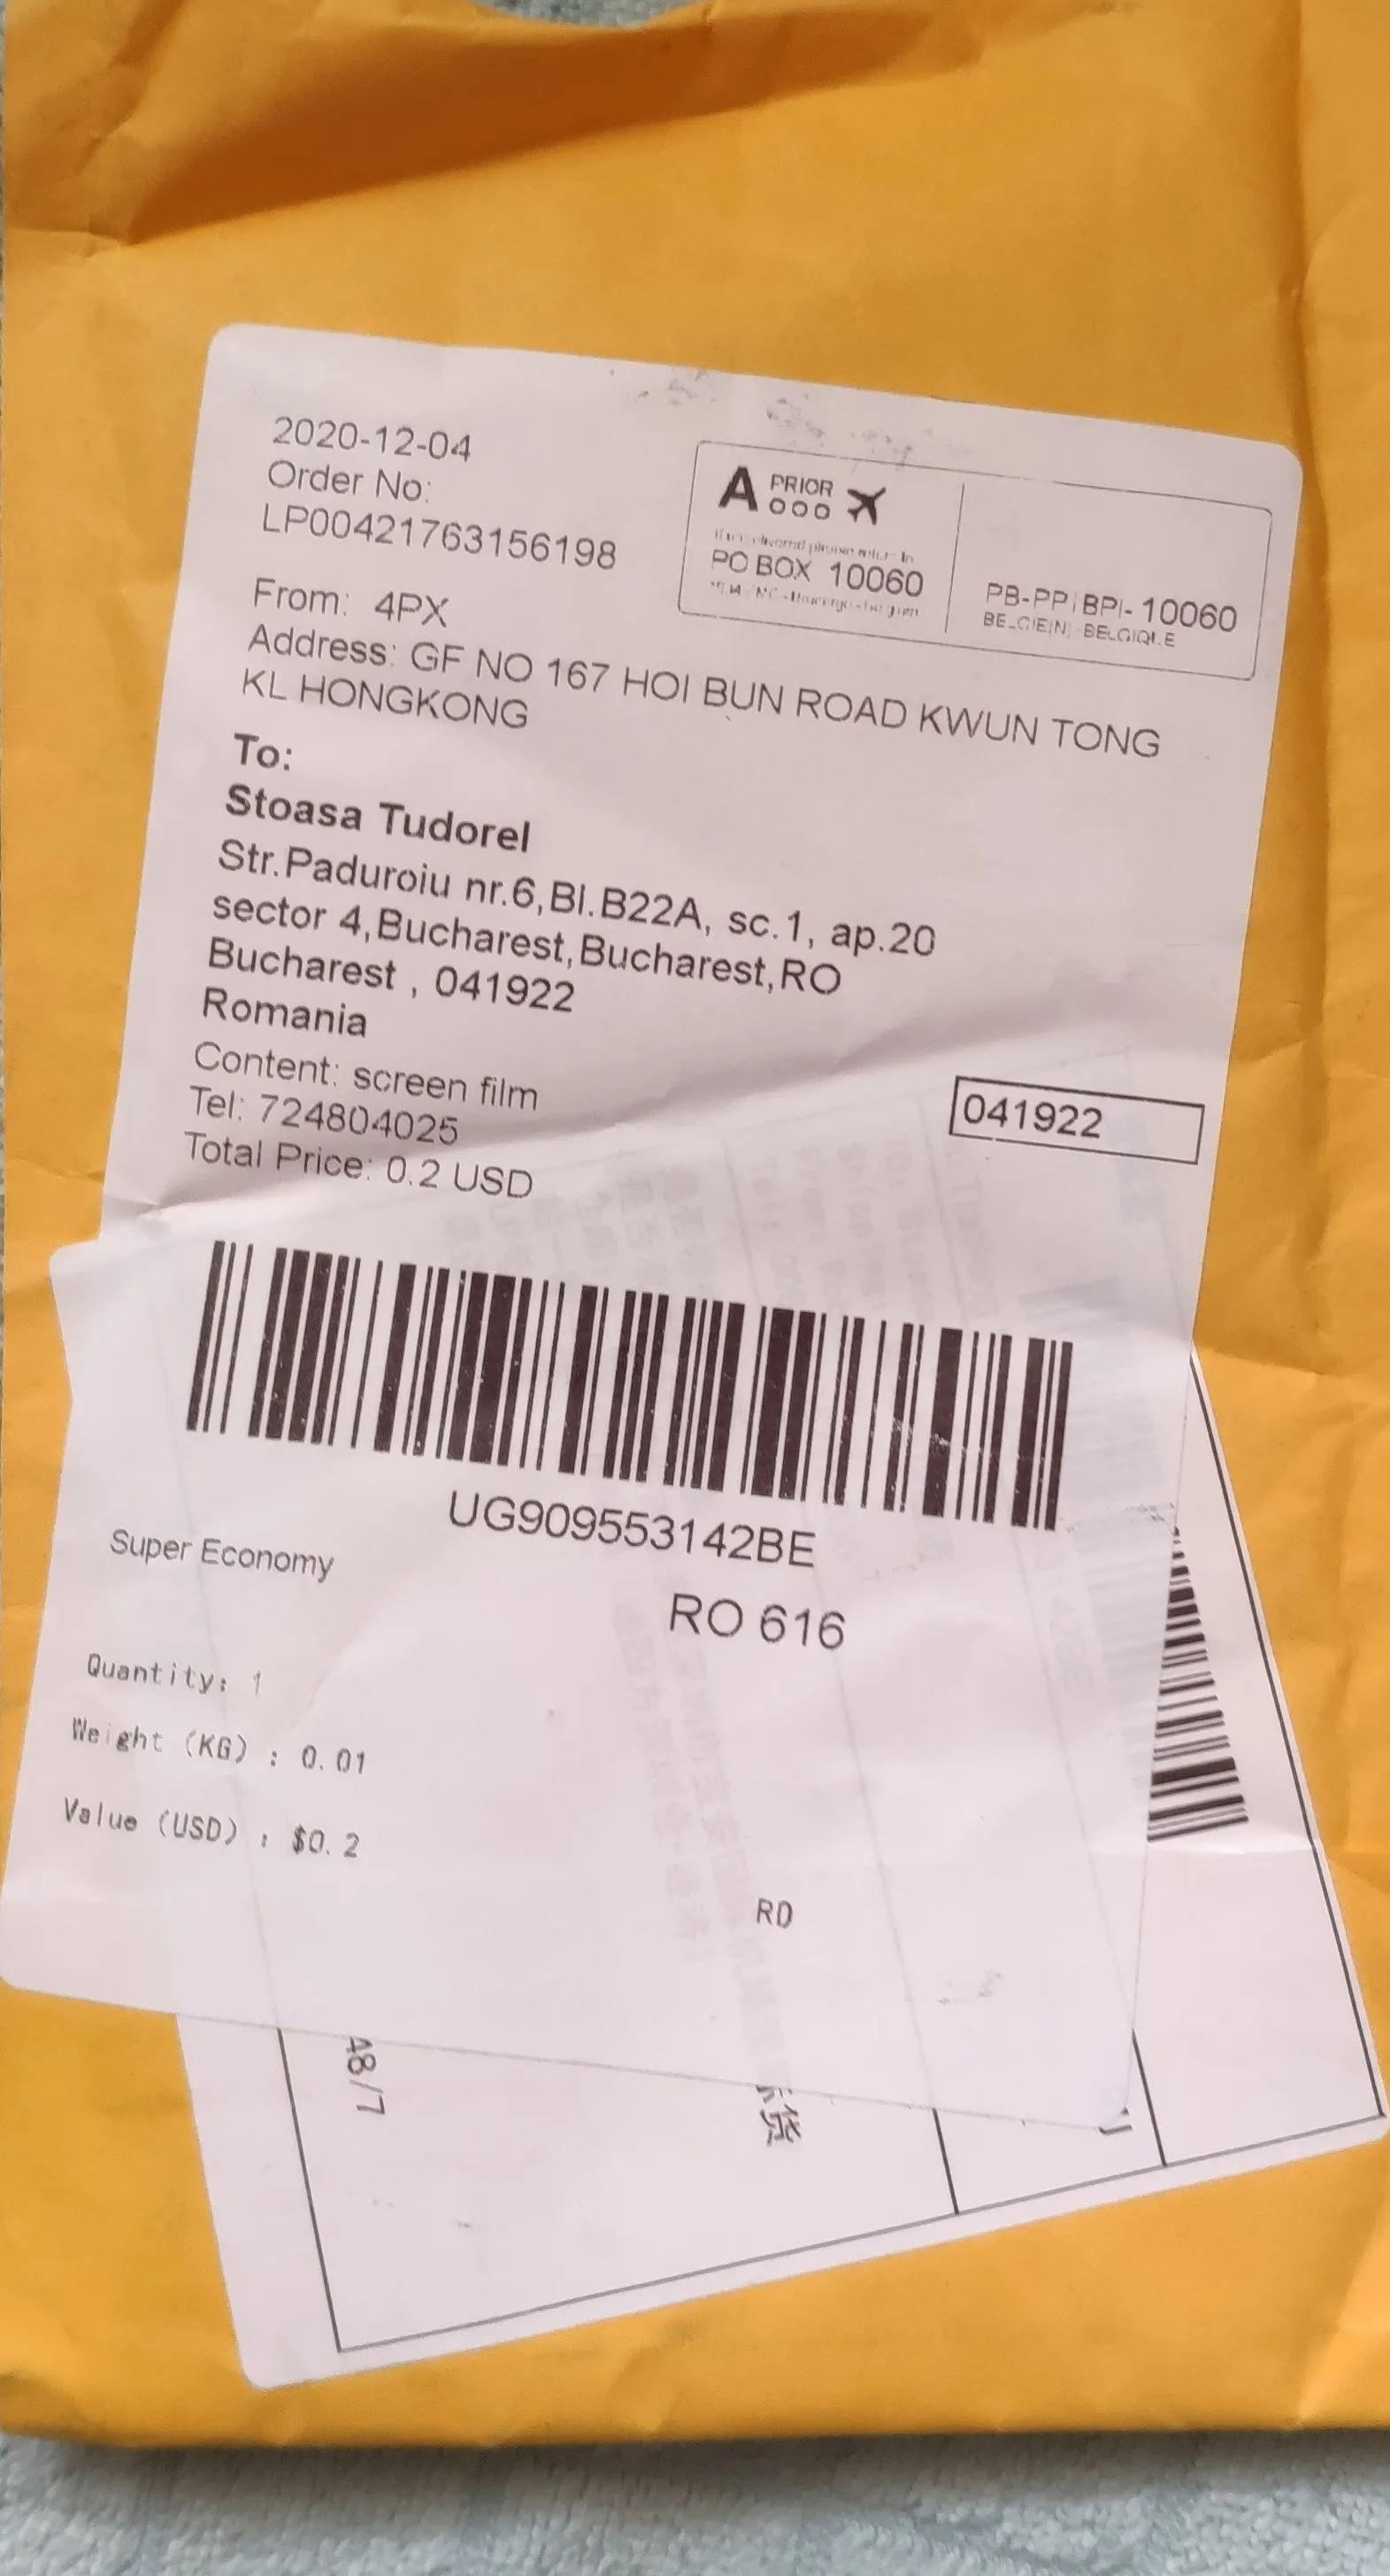 2020-12-04
Order No:
LP00421763156198
A PRIOR
PO BOX 10060
PB-PP BPI- 10060
BELGIE(N) BELGIQUE
From: 4PX
Address: GF NO 167 HOI BUN ROAD KWUN TONG
KL HONGKONG
To:
Stoasa Tudorel
Str.Paduroiu nr.6,Bl.B22A, sc.1, ap.20
sector 4,Bucharest,Bucharest,RO
Bucharest , 041922
Romania
Content: screen film
Tel: 724804025
Total Price: 0.2 USD
041922
UG909553142BE
Super Economy
RO 616
Quantity: 1
Weight (KG) : 0.01
Value (USD) : $0.2
RO
48/7
货